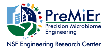 PreMiEr
Precision Microbiome
Engineering
NSF Engineering Research Center